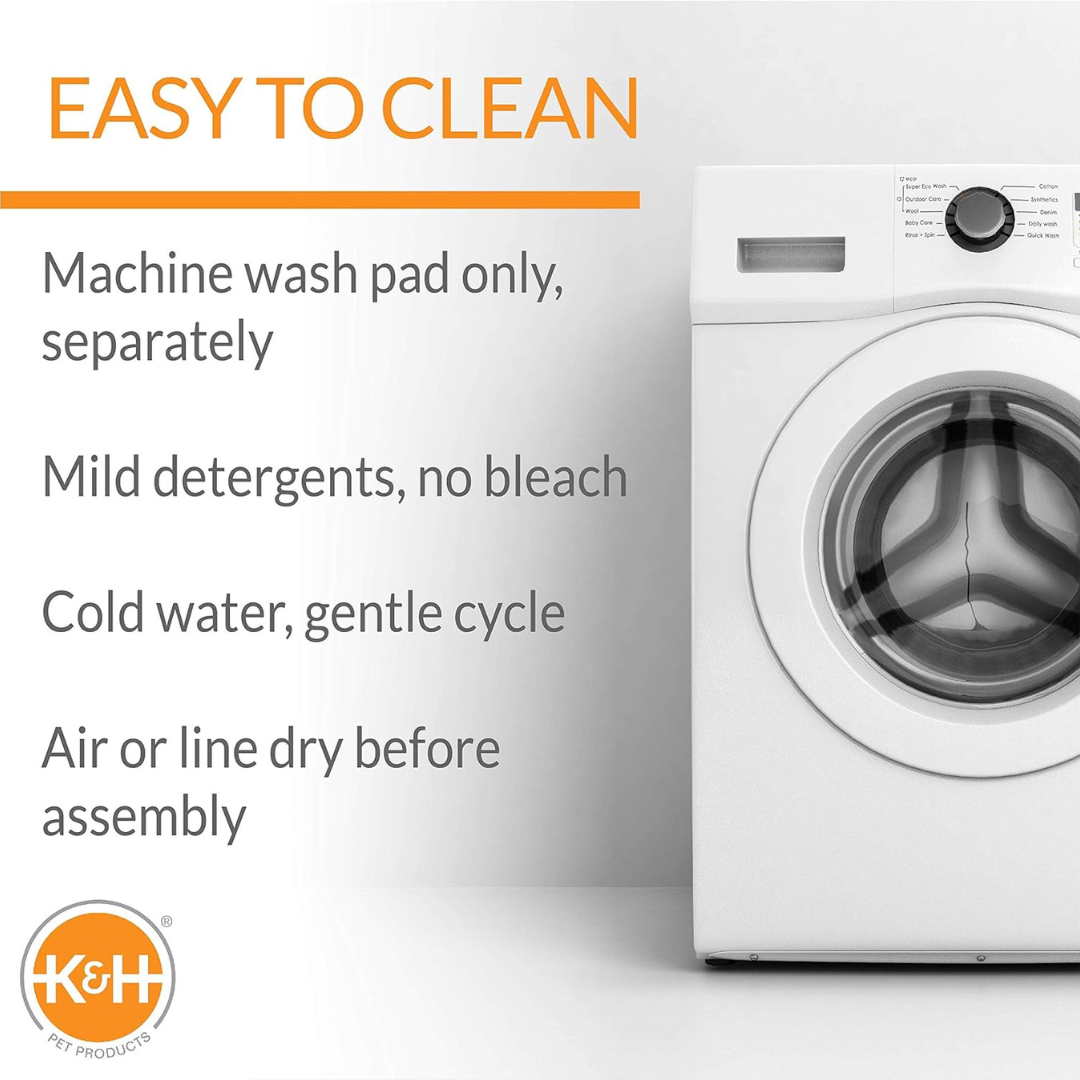 EASY TO CLEAN
Machine wash pad only,
separately
Mild detergents, no bleach
Cold water, gentle cycle
Air or line dry before
assembly
eco
Super Eco Wash
Outdoor Care
Wool
Baby Care
Rinse + Spin
Cotton
Synthetics
Denim
Daily wash
Quick Wash
K&H®
PET PRODUCTS